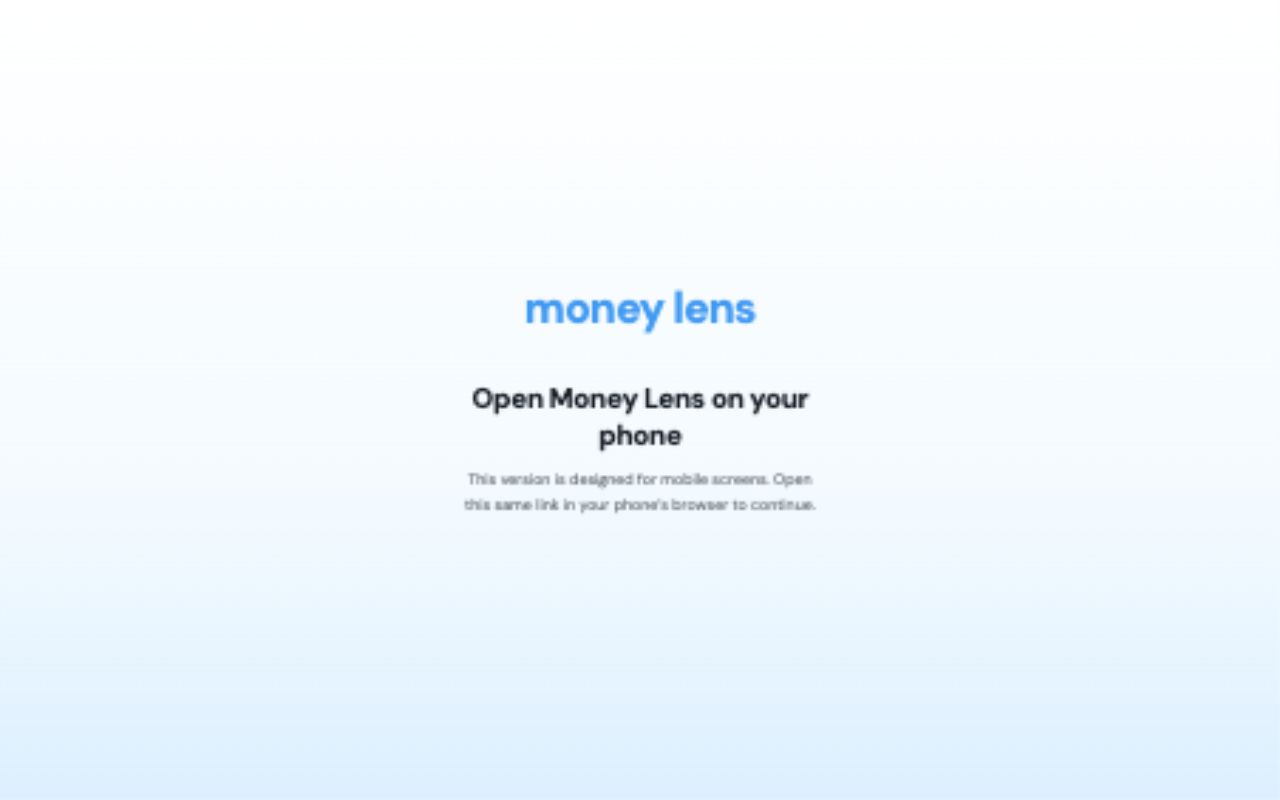 money lens
Open Money Lens on your
phone
This version is designed for mobile screens. Open
this same link in your phone's browser to continue.